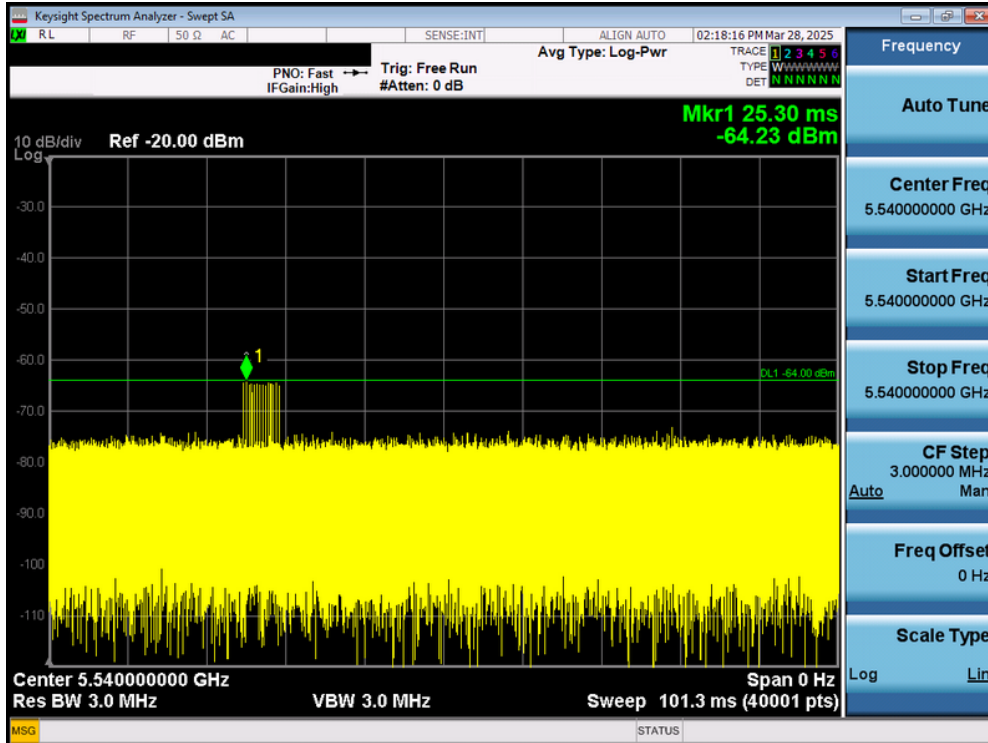 Keysight Spectrum Analyzer - Swept SA
LXI RL RF 50 Ω AC SENSE:INT ALIGN AUTO 02:18:16 PM Mar 28, 2025
Frequency
Avg Type: Log-Pwr
TRACE 1 2 3 4 5 6
PNO: Fast Trig: Free Run
TYPE WWWWWW
IFGain:High #Atten: 0 dB
DET N N N N N N
Auto Tune
Mkr1 25.30 ms
-64.23 dBm
10 dB/div Ref -20.00 dBm
Log
Center Freq
5.540000000 GHz
-30.0
-40.0
Start Freq
5.540000000 GHz
-50.0
-60.0
1
DL1 -64.00 dBm
Stop Freq
5.540000000 GHz
-70.0
-80.0
CF Step
3.000000 MHz
Auto Man
-90.0
-100
Freq Offset
0 Hz
-110
Scale Type
Log Lin
Center 5.540000000 GHz Span 0 Hz
Res BW 3.0 MHz VBW 3.0 MHz Sweep 101.3 ms (40001 pts)
MSG STATUS